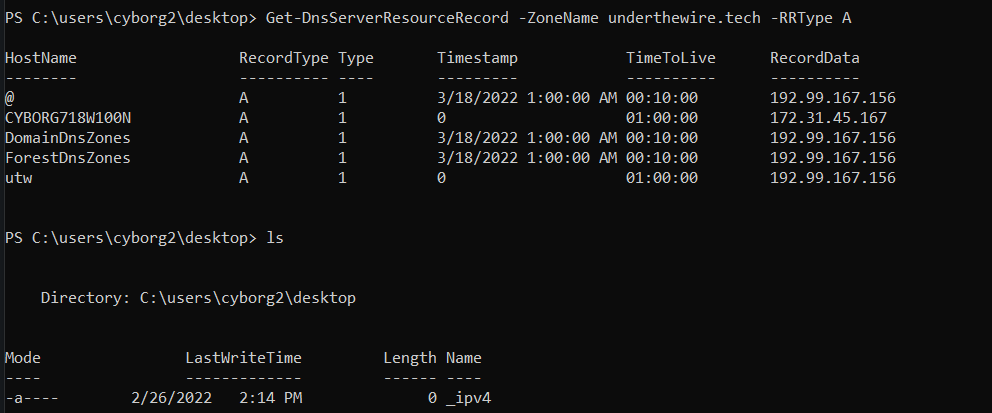 PS C:\users\cyborg2\desktop> Get-DnsServerResourceRecord -ZoneName underthewire.tech -RRType A
HostName RecordType Type Timestamp TimeToLive RecordData
-------- ---------- ---- --------- ---------- ----------
@ A 1 3/18/2022 1:00:00 AM 00:10:00 192.99.167.156
CYBORG718W100N A 1 0 01:00:00 172.31.45.167
DomainDnsZones A 1 3/18/2022 1:00:00 AM 00:10:00 192.99.167.156
ForestDnsZones A 1 3/18/2022 1:00:00 AM 00:10:00 192.99.167.156
utw A 1 0 01:00:00 192.99.167.156
PS C:\users\cyborg2\desktop> ls
Directory: C:\users\cyborg2\desktop
Mode LastWriteTime Length Name
---- ------------- ------ ----
-a---- 2/26/2022 2:14 PM 0 _ipv4